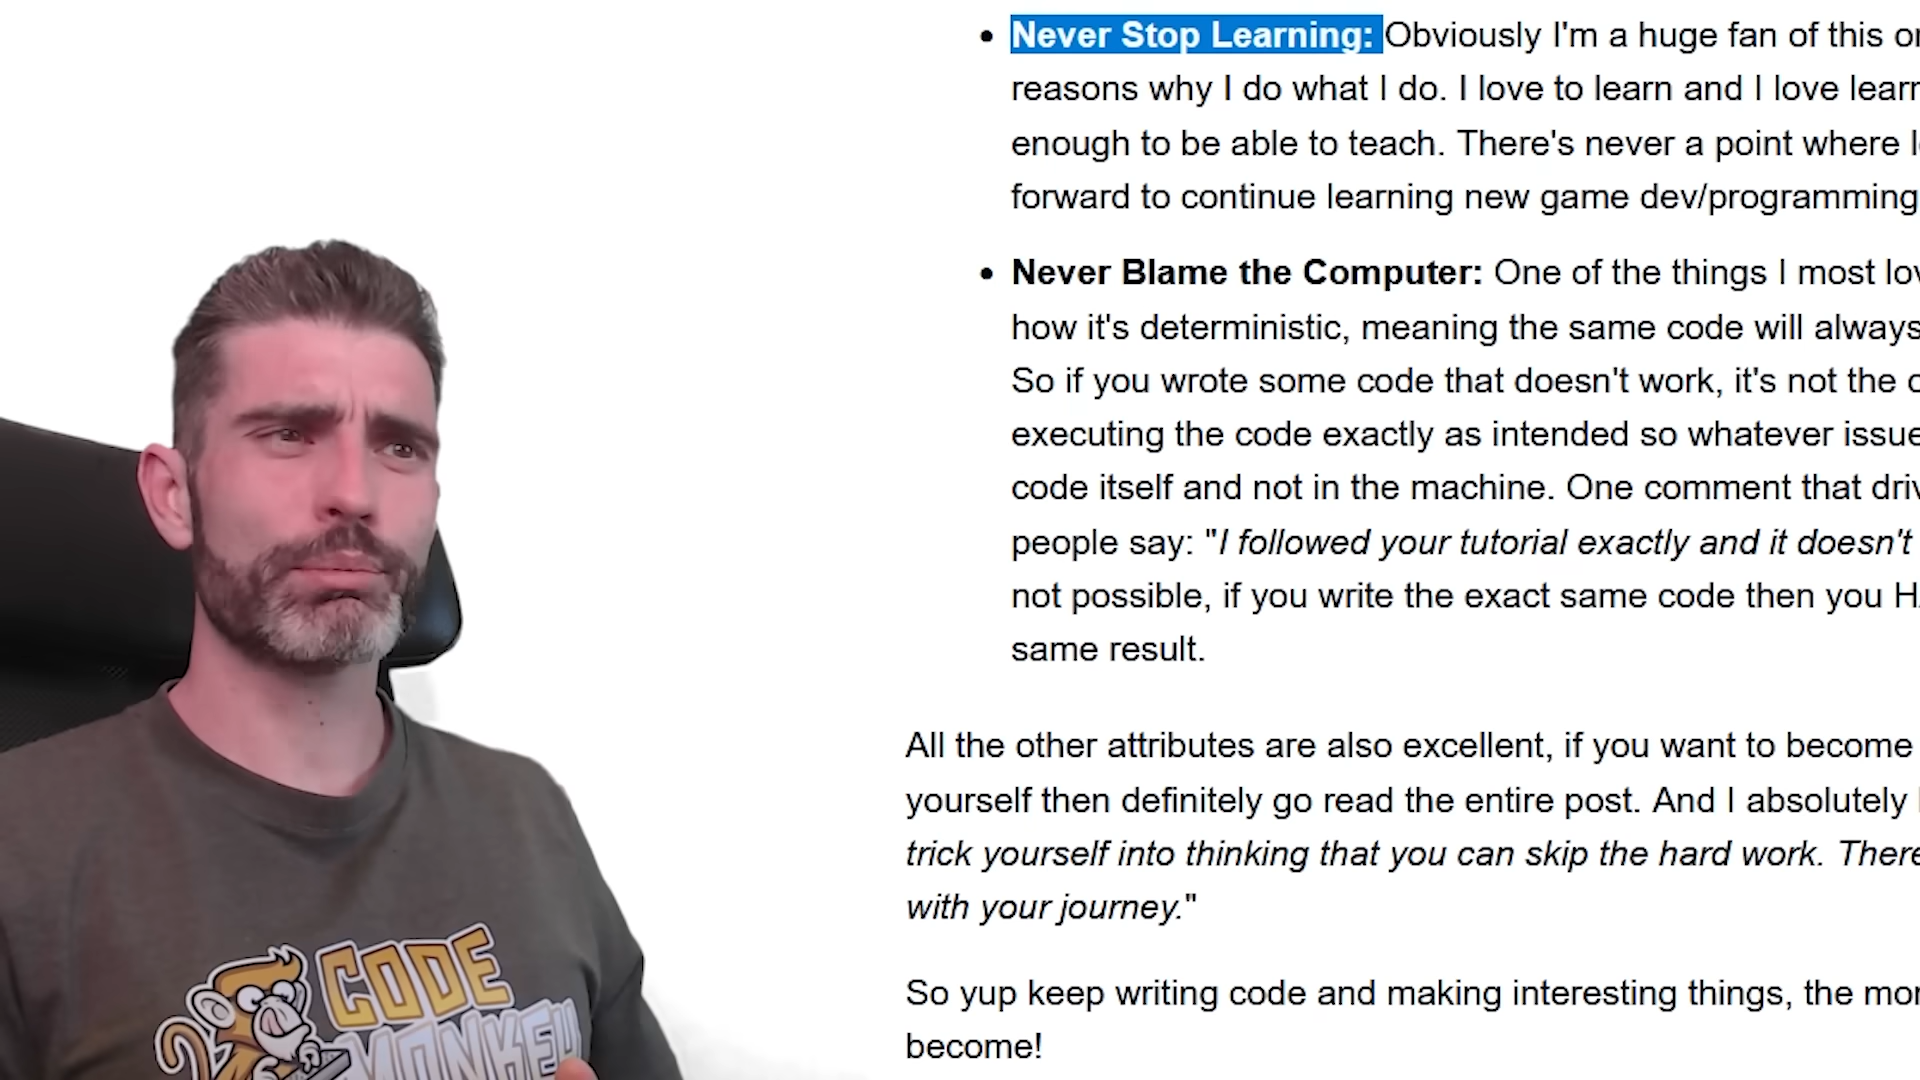 Never Stop Learning: Obviously I'm a huge fan of this
reasons why I do what I do. I love to learn and I love
enough to be able to teach. There's never a point where
forward to continue learning new game dev/programming
Never Blame the Computer: One of the things I most
how it's deterministic, meaning the same code will always
So if you wrote some code that doesn't work, it's not the
executing the code exactly as intended so whatever
code itself and not in the machine. One comment that
people say: "I followed your tutorial exactly and it doesn't
not possible, if you write the exact same code then you
same result.
All the other attributes are also excellent, if you want to become
yourself then definitely go read the entire post. And I absolutely
trick yourself into thinking that you can skip the hard work.
with your journey."
So yup keep writing code and making interesting things, the
become!
CODE
MONKEY